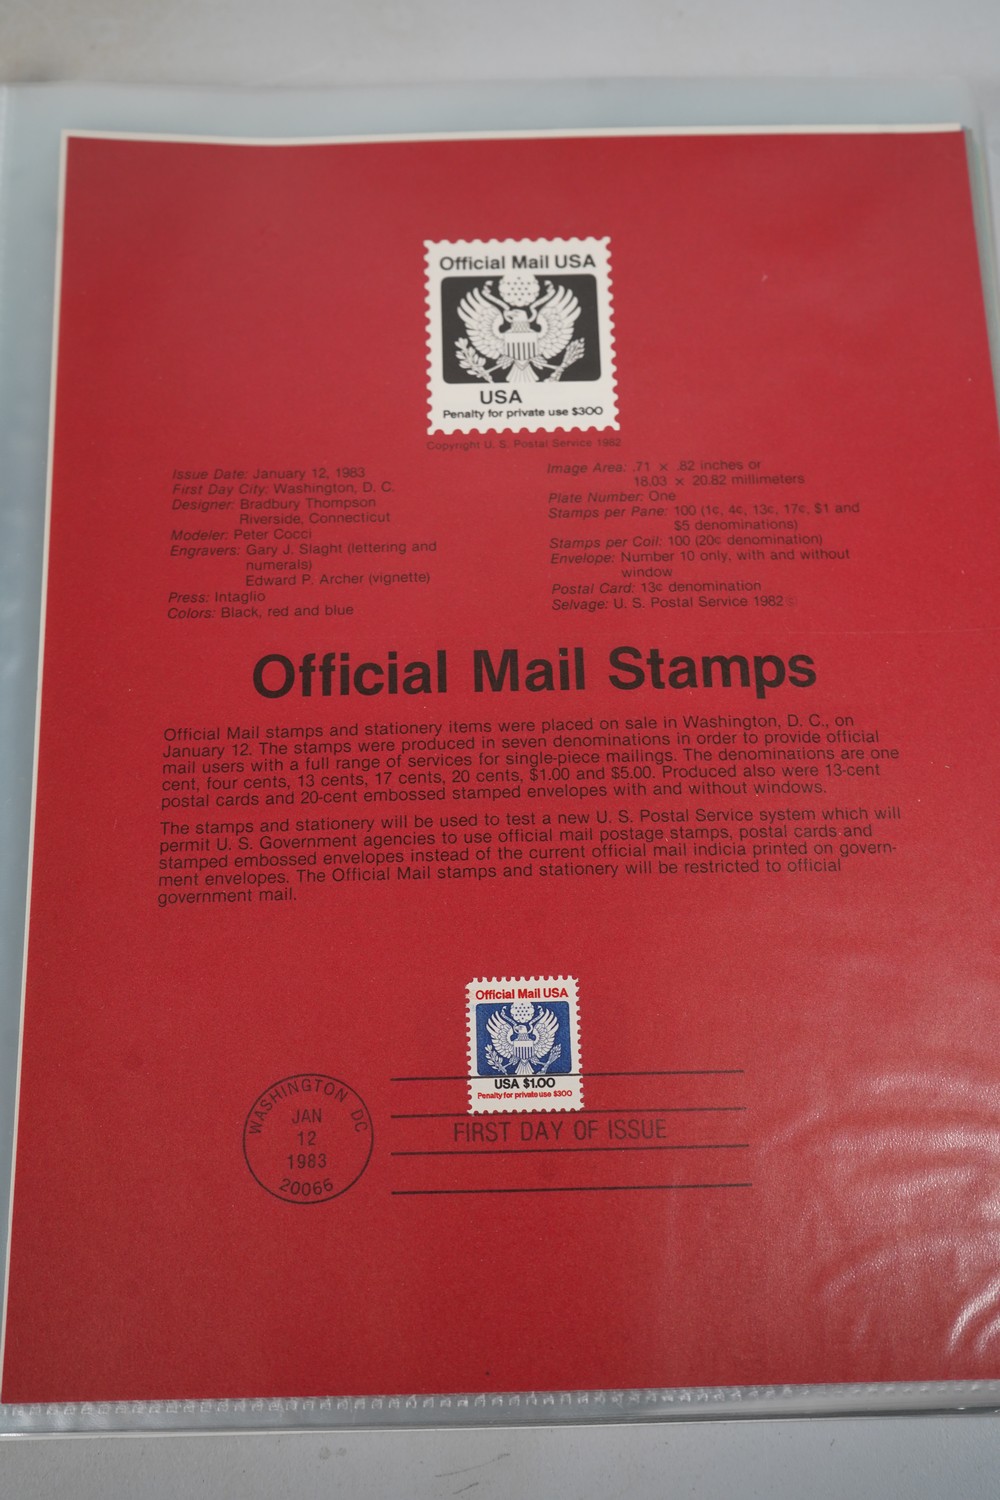 Official Mail USA
USA
Penalty for private use $300
Copyright U. S. Postal Service 1982
Issue Date: January 12, 1983
First Day City: Washington, D. C.
Designer: Bradbury Thompson
Riverside, Connecticut
Modeler: Peter Cocci
Engravers: Gary J. Slaght (lettering and
numerals)
Edward P. Archer (vignette)
Press: Intaglio
Colors: Black, red and blue
Image Area: .71 × .82 inches or
18.03 × 20.82 millimeters
Plate Number: One
Stamps per Pane: 100 (1¢, 4¢, 13¢, 17¢, $1 and
$5 denominations)
Stamps per Coil: 100 (20¢ denomination)
Envelope: Number 10 only, with and without
window
Postal Card: 13¢ denomination
Selvage: U. S. Postal Service 1982
Official Mail Stamps
Official Mail stamps and stationery items were placed on sale in Washington, D. C., on
January 12. The stamps were produced in seven denominations in order to provide official
mail users with a full range of services for single-piece mailings. The denominations are one
cent, four cents, 13 cents, 17 cents, 20 cents, $1.00 and $5.00. Produced also were 13-cent
postal cards and 20-cent embossed stamped envelopes with and without windows.
The stamps and stationery will be used to test a new U. S. Postal Service system which will
permit U. S. Government agencies to use official mail postage stamps, postal cards and
stamped embossed envelopes instead of the current official mail indicia printed on govern-
ment envelopes. The Official Mail stamps and stationery will be restricted to official
government mail.
Official Mail USA
USA $1.00
Penalty for private use $300
WASHINGTON DC
JAN
12
1983
20066
FIRST DAY OF ISSUE